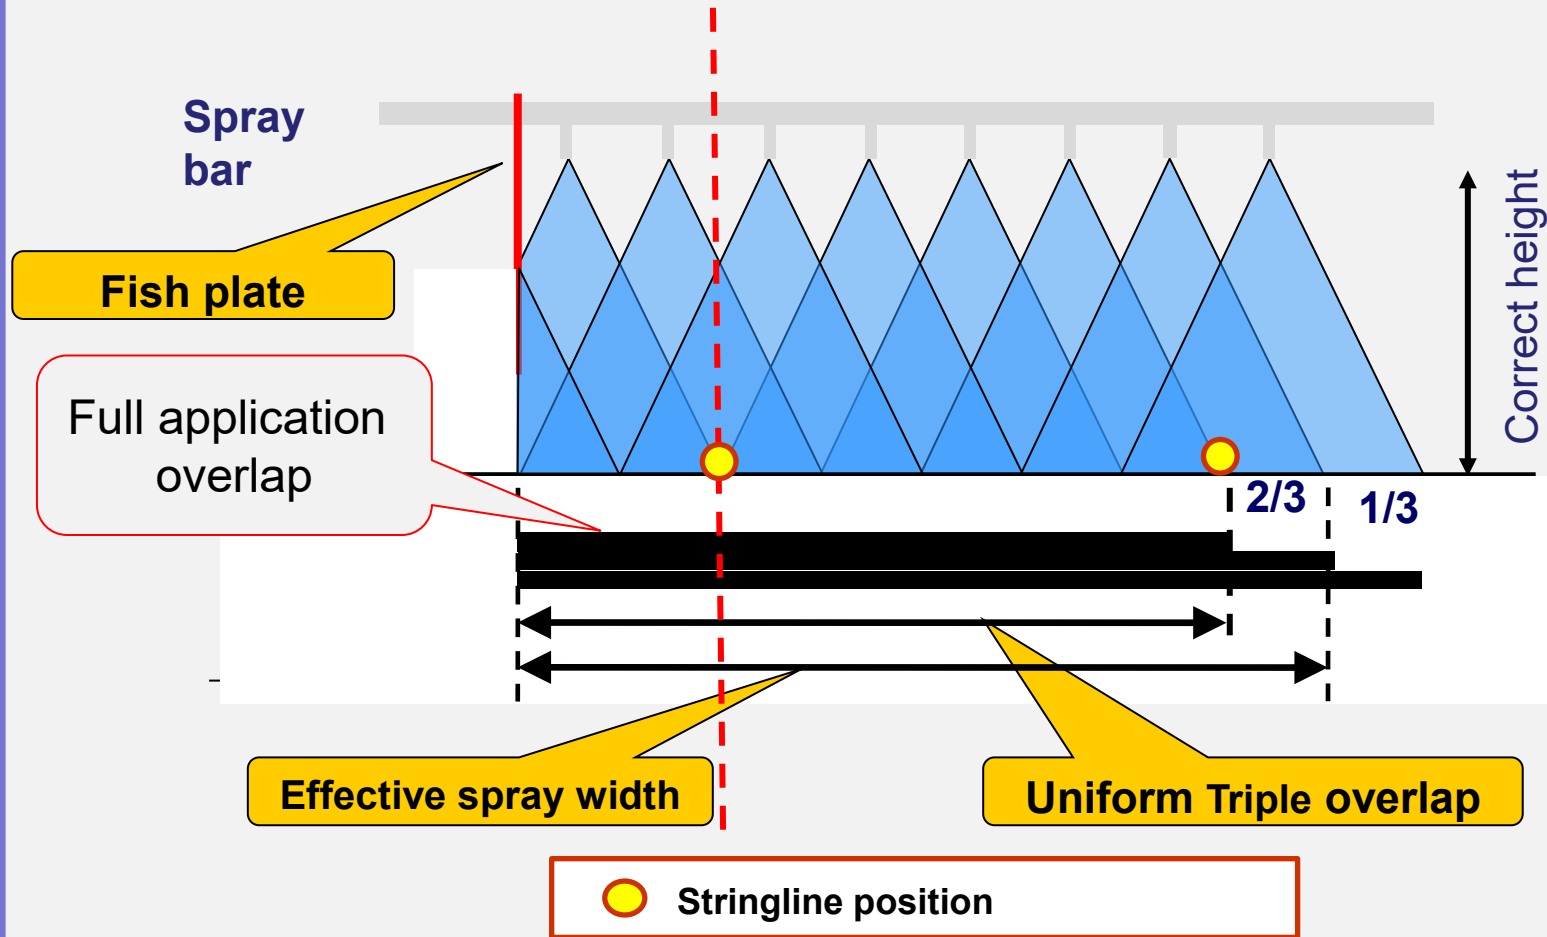 Spray
bar
Fish plate
Full application
overlap
Correct height
2/3
1/3
Effective spray width
Uniform Triple overlap
Stringline position